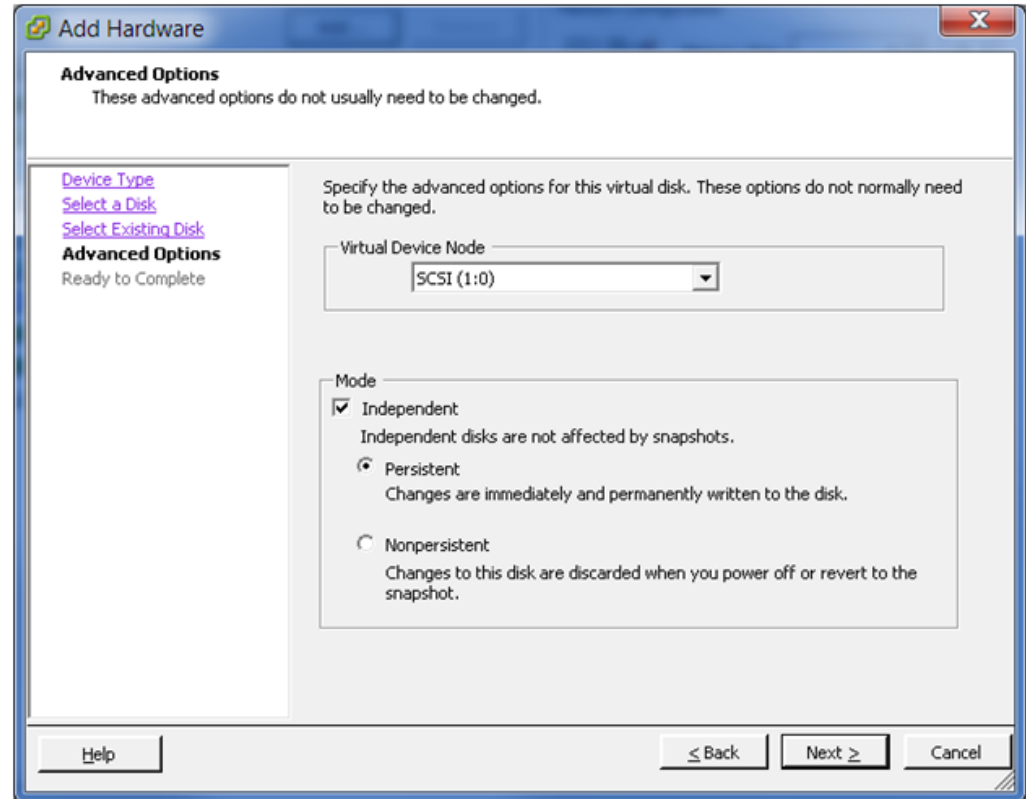 Add Hardware
Advanced Options
These advanced options do not usually need to be changed.
Device Type
Select a Disk
Select Existing Disk
Advanced Options
Ready to Complete
Specify the advanced options for this virtual disk. These options do not normally need
to be changed.
Virtual Device Node
SCSI (1:0)
Mode
Independent
Independent disks are not affected by snapshots.
Persistent
Changes are immediately and permanently written to the disk.
Nonpersistent
Changes to this disk are discarded when you power off or revert to the
snapshot.
Help
< Back
Next >
Cancel